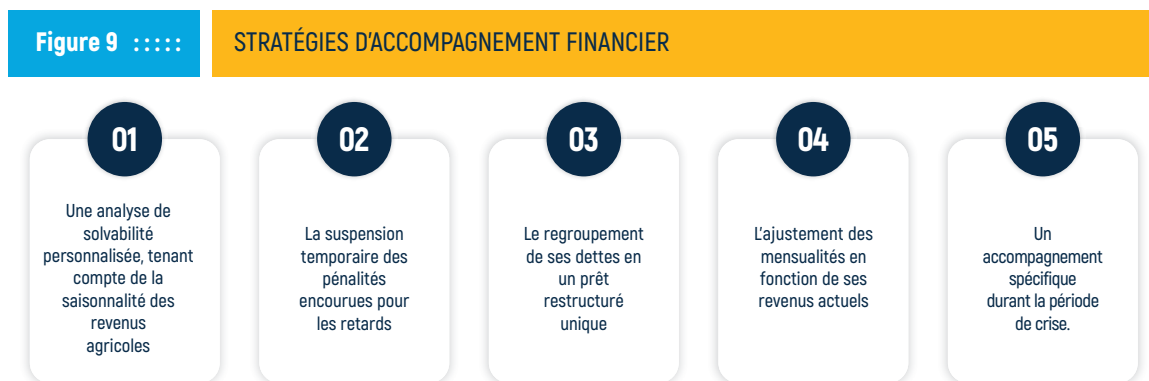 Figure 9 :::::
STRATÉGIES D'ACCOMPAGNEMENT FINANCIER
01
Une analyse de
solvabilité
personnalisée, tenant
compte de la
saisonnalité des
revenus
agricoles
02
La suspension
temporaire des
pénalités
encourues pour
les retards
03
Le regroupement
de ses dettes en
un prêt
restructuré
unique
04
L'ajustement des
mensualités en
fonction de ses
revenus actuels
05
Un
accompagnement
spécifique
durant la période
de crise.